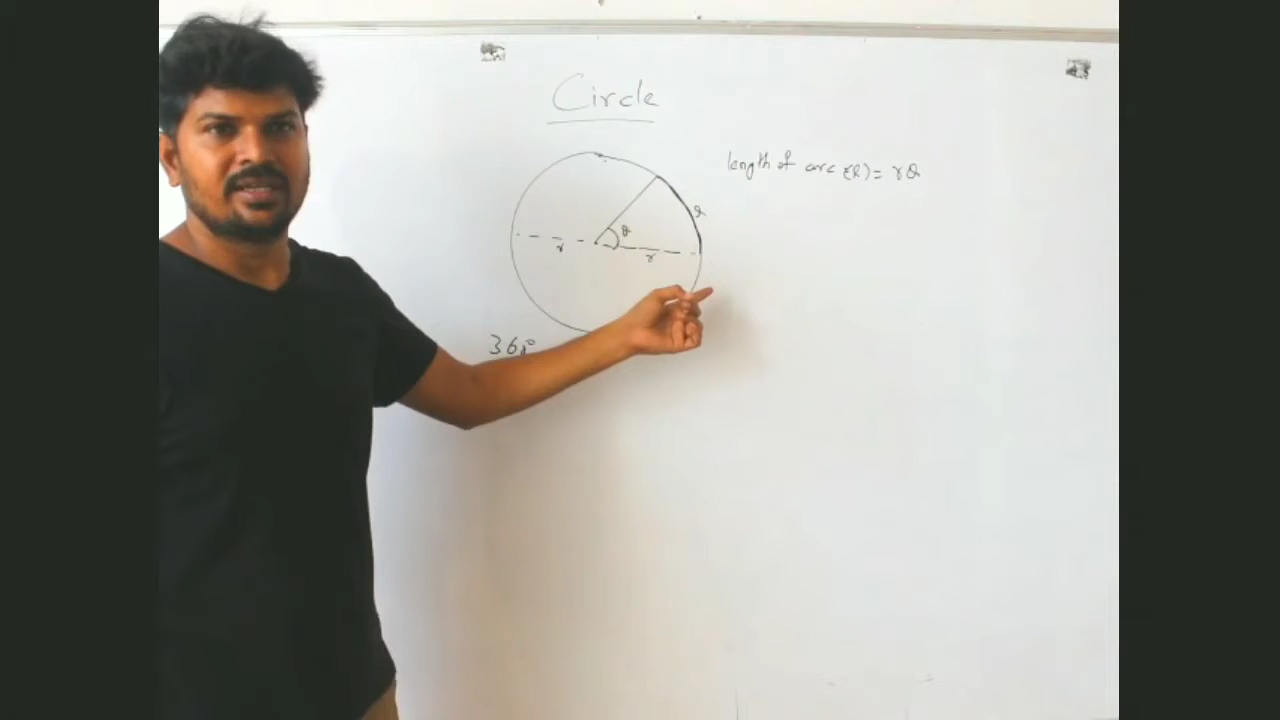 Circle
length of arc (l) = rθ
θ
r
r
360°